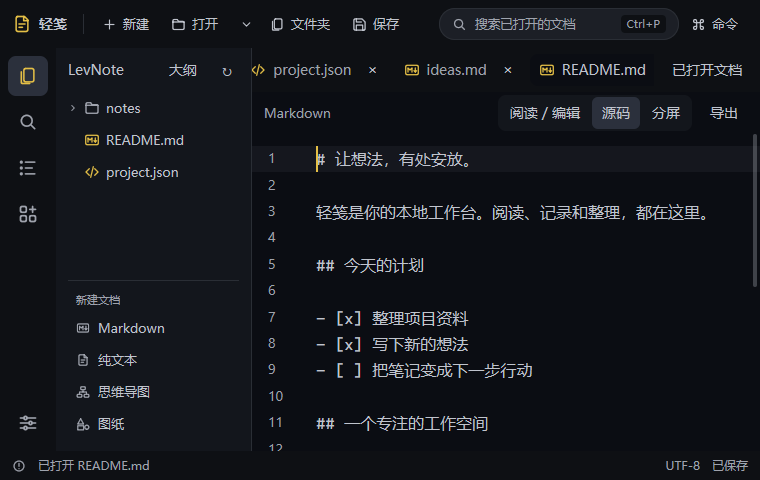 轻笺 新建 打开 文件夹 保存 搜索已打开的文档 Ctrl+P 命令
LevNote 大纲
project.json × ideas.md × README.md 已打开文档
Markdown 阅读 / 编辑 源码 分屏 导出
notes
README.md
project.json
新建文档
Markdown
纯文本
思维导图
图纸
1 # 让想法，有处安放。
2
3 轻笺是你的本地工作台。阅读、记录和整理，都在这里。
4
5 ## 今天的计划
6
7 - [x] 整理项目资料
8 - [x] 写下新的想法
9 - [ ] 把笔记变成下一步行动
10
11 ## 一个专注的工作空间
12
已打开 README.md UTF-8 已保存